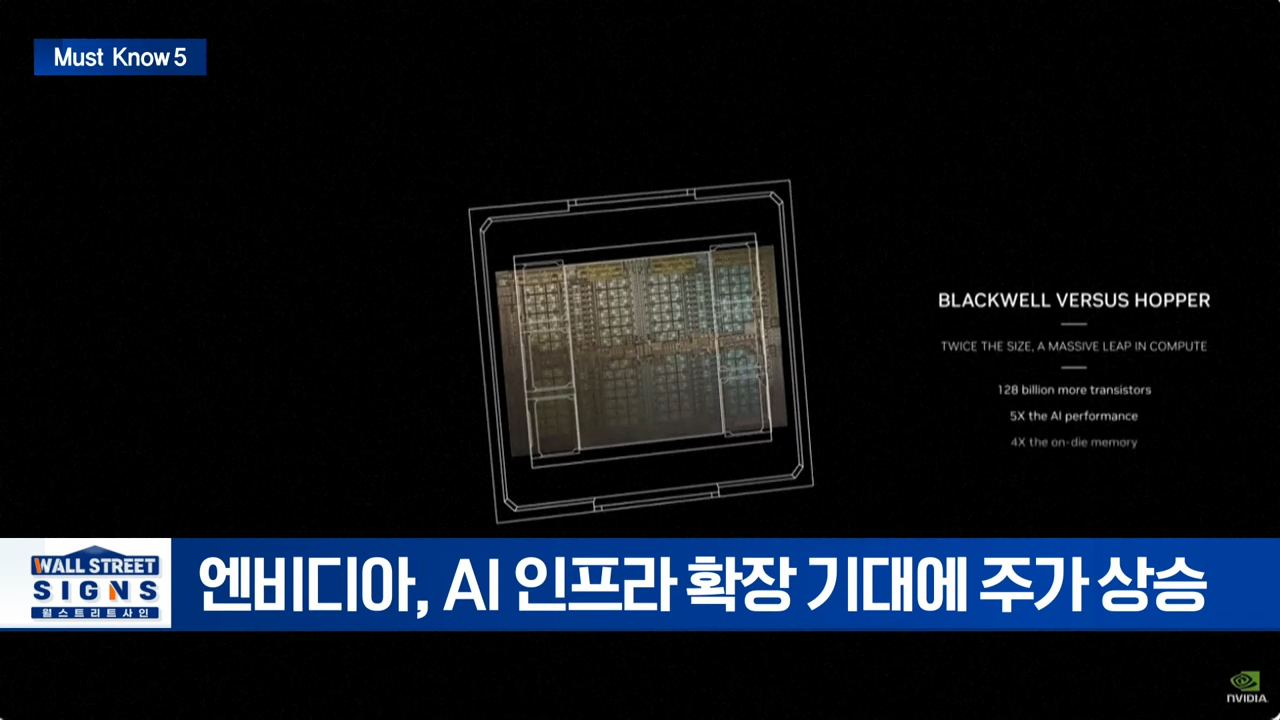 Must Know 5
BLACKWELL VERSUS HOPPER
TWICE THE SIZE, A MASSIVE LEAP IN COMPUTE
128 billion more transistors
5X the AI performance
4X the on-die memory
WALL STREET
SIGNS
월스트리트사인
엔비디아, AI 인프라 확장 기대에 주가 상승
NVIDIA.